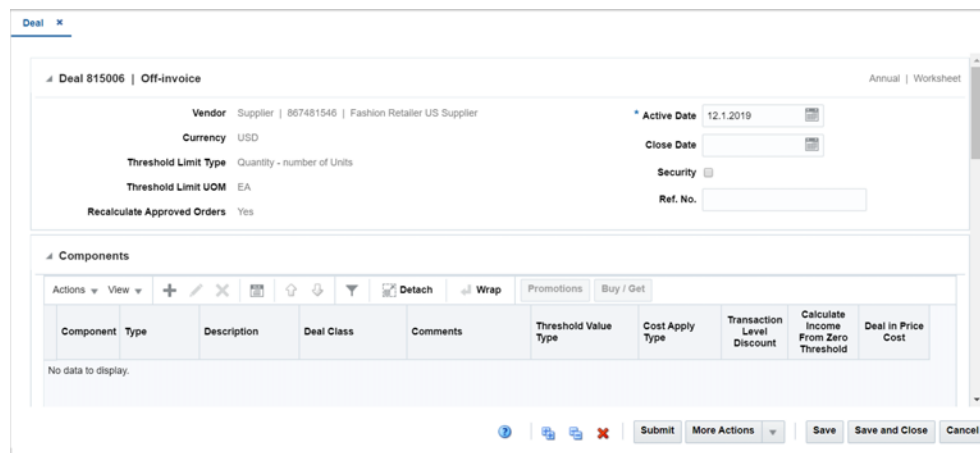 Deal
Deal 815006 | Off-invoice
Annual | Worksheet
Vendor Supplier | 867481546 | Fashion Retailer US Supplier
* Active Date 12.1.2019
Currency USD
Close Date
Threshold Limit Type Quantity - number of Units
Security
Threshold Limit UOM EA
Ref. No.
Recalculate Approved Orders Yes
Components
Actions View Detach Wrap Promotions Buy / Get
Component Type Description Deal Class Comments Threshold Value Type Cost Apply Type Transaction Level Discount Calculate Income From Zero Threshold Deal in Price Cost
No data to display.
Submit More Actions Save Save and Close Cancel